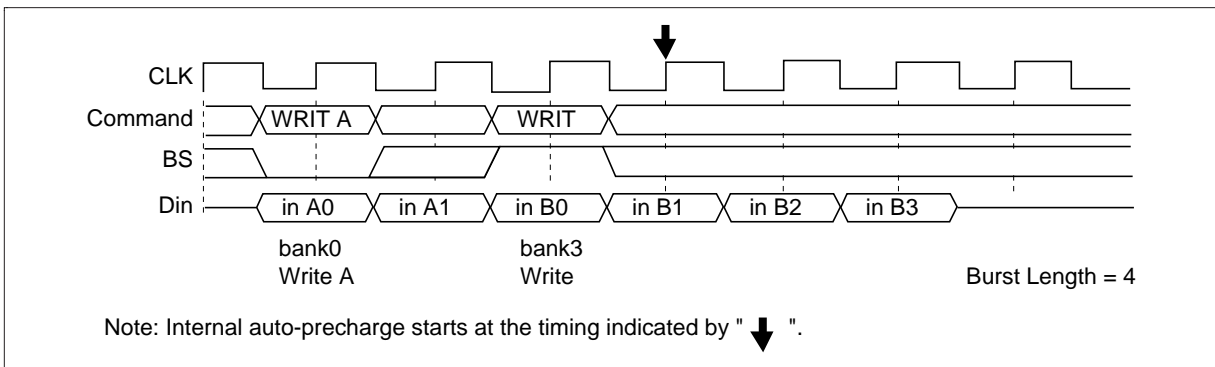 CLK
Command WRIT A WRIT
BS
Din in A0 in A1 in B0 in B1 in B2 in B3
bank0 bank3
Write A Write Burst Length = 4
Note: Internal auto-precharge starts at the timing indicated by " ".